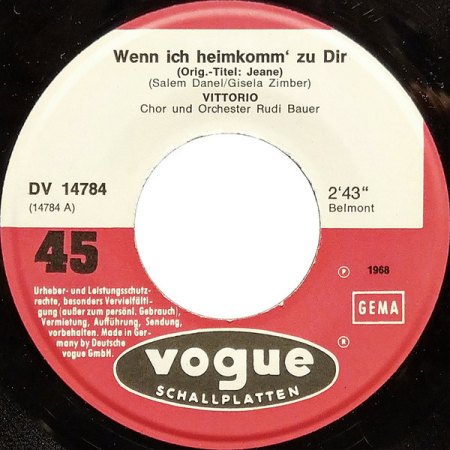 Wenn ich heimkomm' zu Dir
(Orig.-Titel: Jeane)
(Salem Danel/Gisela Zimber)
VITTORIO
Chor und Orchester Rudi Bauer
DV 14784
(14784 A)
2'43"
Belmont
45
℗ 1968
GEMA
Urheber- und Leistungsschutz-
rechte, besonders Vervielfälti-
gung (außer zum persönl. Gebrauch),
Vermietung, Aufführung, Sendung,
vorbehalten. Made in Ger-
many by Deutsche
vogue GmbH.
®
vogue
SCHALLPLATTEN